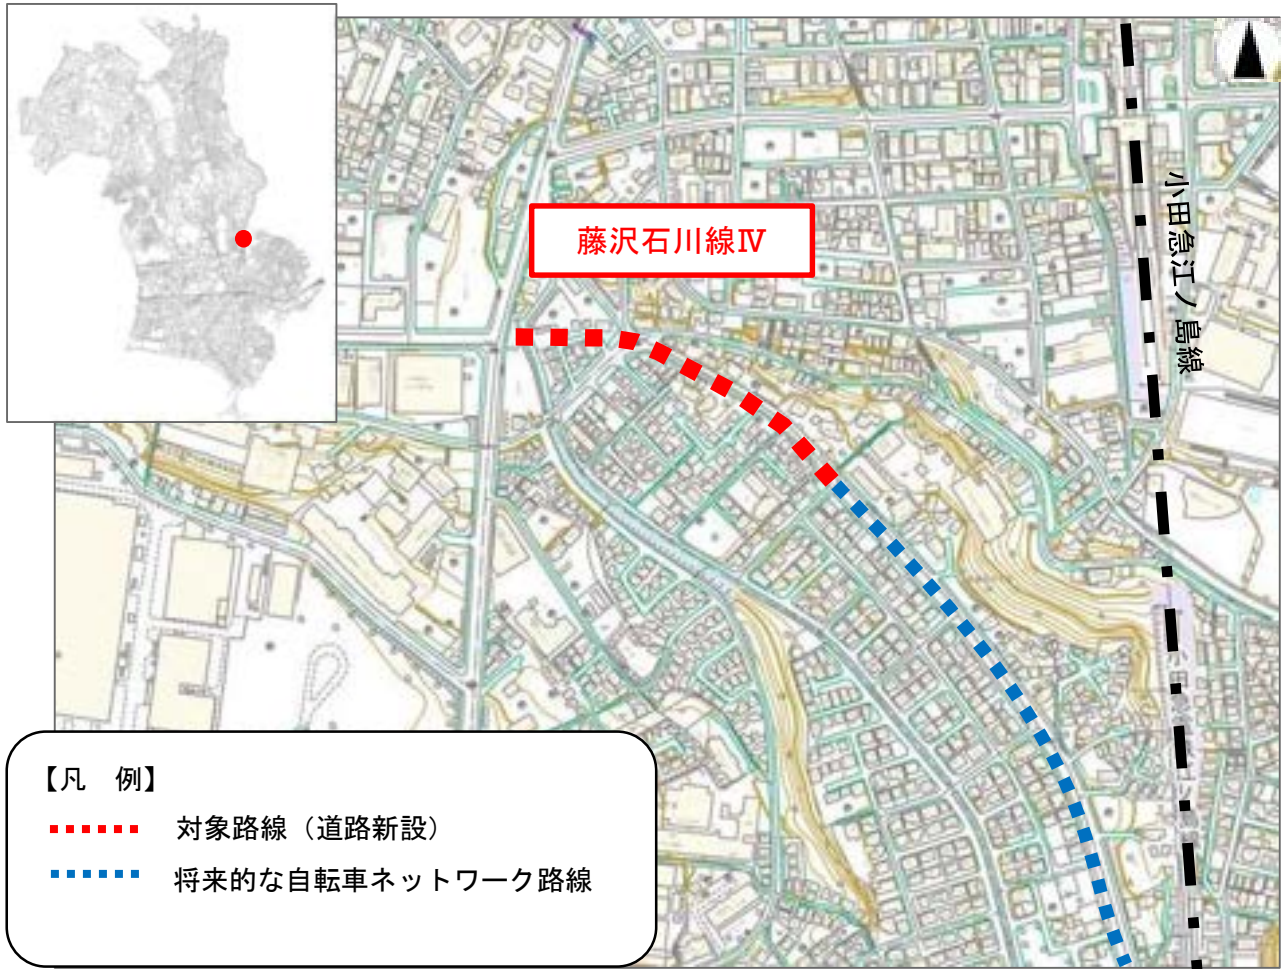 藤沢石川線Ⅳ
小田急江ノ島線
【凡　例】
対象路線（道路新設）
将来的な自転車ネットワーク路線